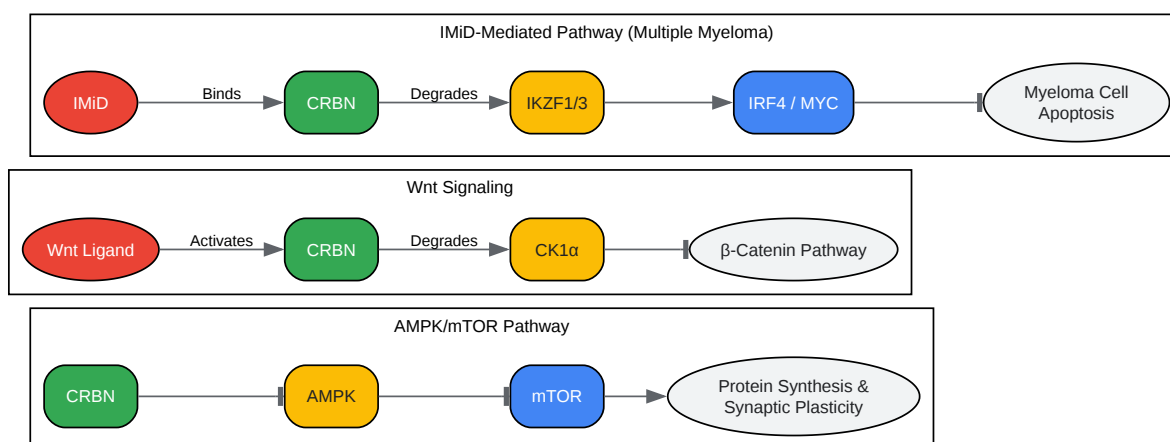 IMiD-Mediated Pathway (Multiple Myeloma)
IMiD
Binds
CRBN
Degrades
IKZF1/3
IRF4 / MYC
Myeloma Cell
Apoptosis
Wnt Signaling
Wnt Ligand
Activates
CRBN
Degrades
CK1α
β-Catenin Pathway
AMPK/mTOR Pathway
CRBN
AMPK
mTOR
Protein Synthesis &
Synaptic Plasticity